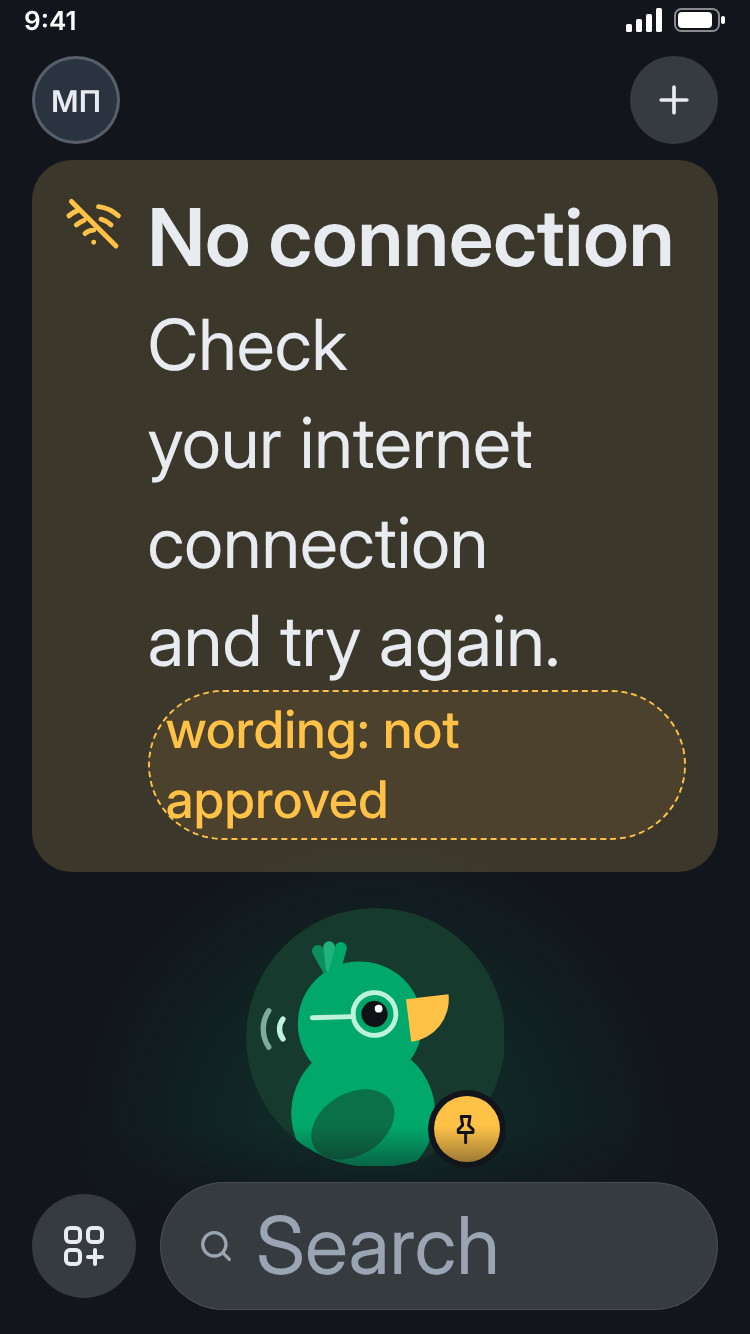 9:41
МП
No connection
Check
your internet
connection
and try again.
wording: not
approved
Search